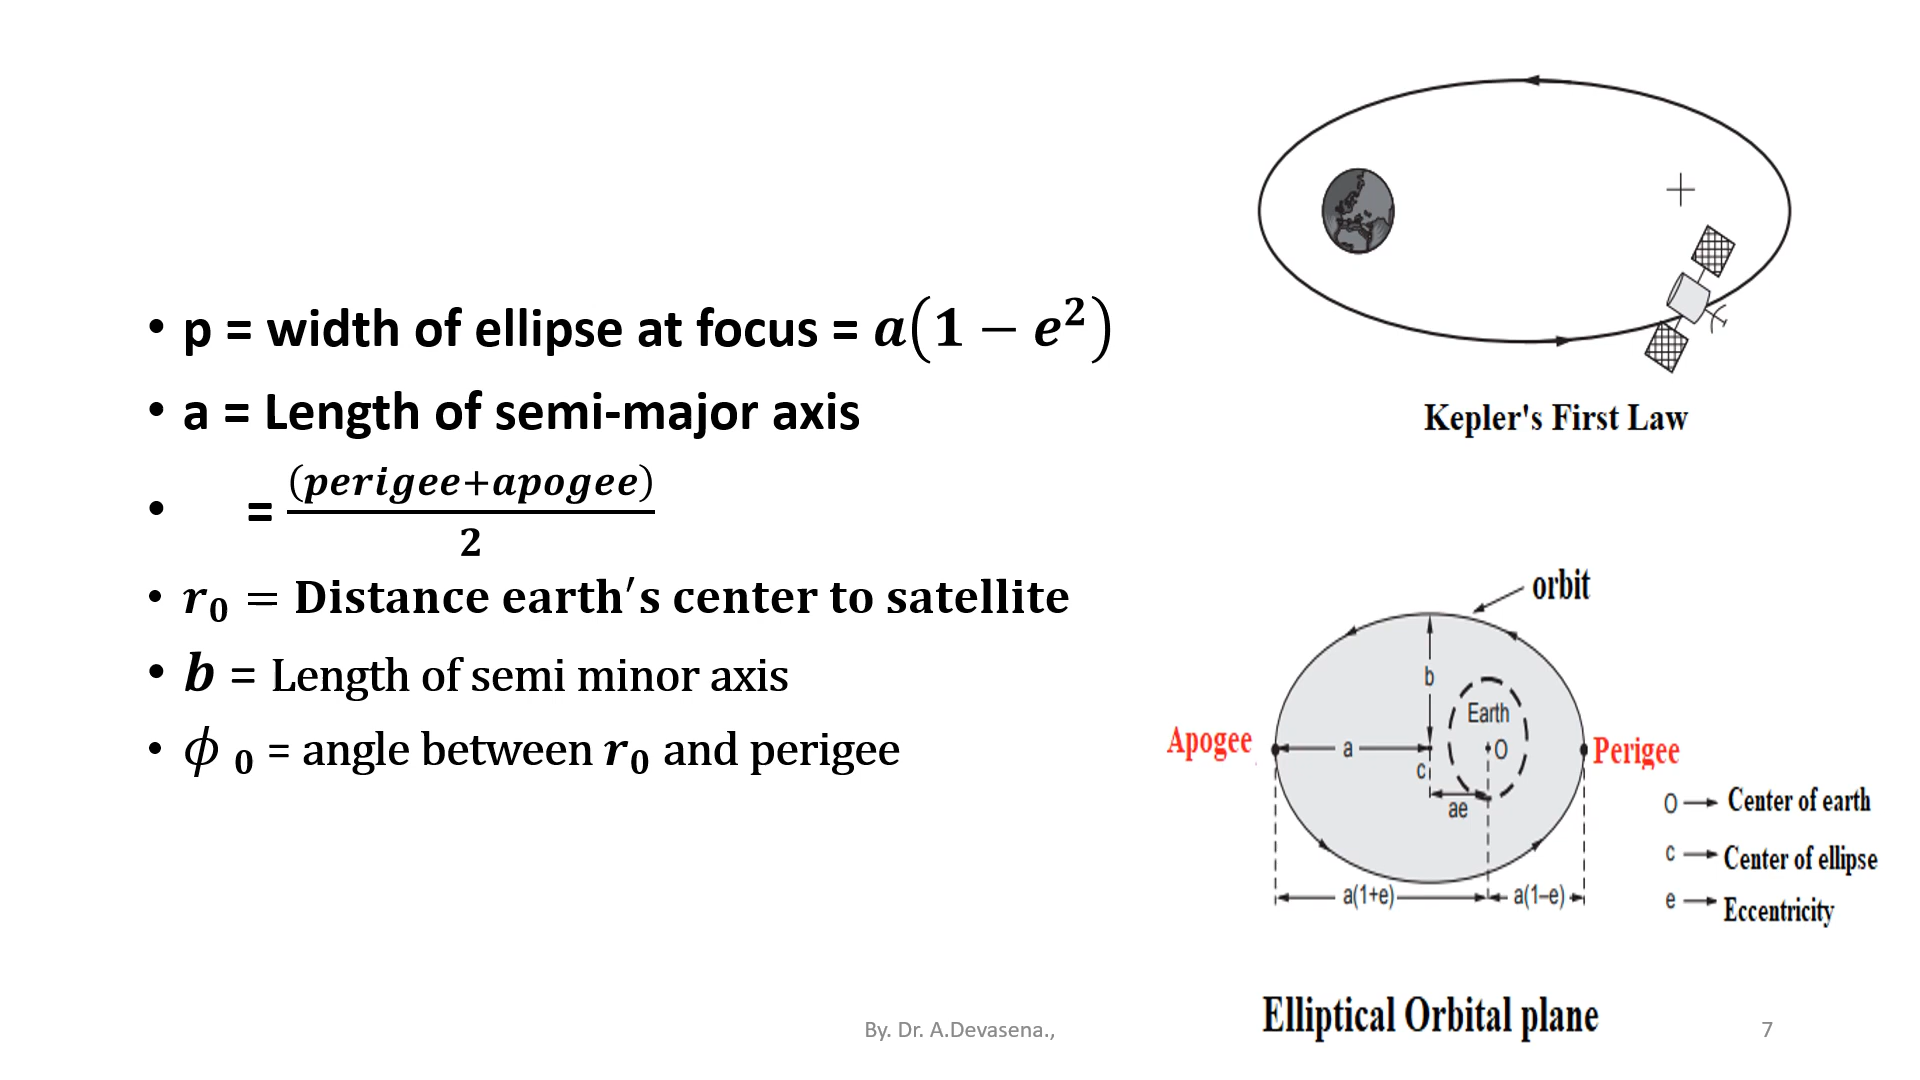 • p = width of ellipse at focus = a(1 − e²)
• a = Length of semi-major axis
• = (perigee+apogee)/2
• r₀ = Distance earth′s center to satellite
• b = Length of semi minor axis
• ϕ ₀ = angle between r₀ and perigee
Kepler's First Law
orbit
b
Earth
Apogee
a
O
Perigee
c
ae
a(1+e)
a(1–e)
O → Center of earth
c → Center of ellipse
e → Eccentricity
Elliptical Orbital plane
By. Dr. A.Devasena.,
7